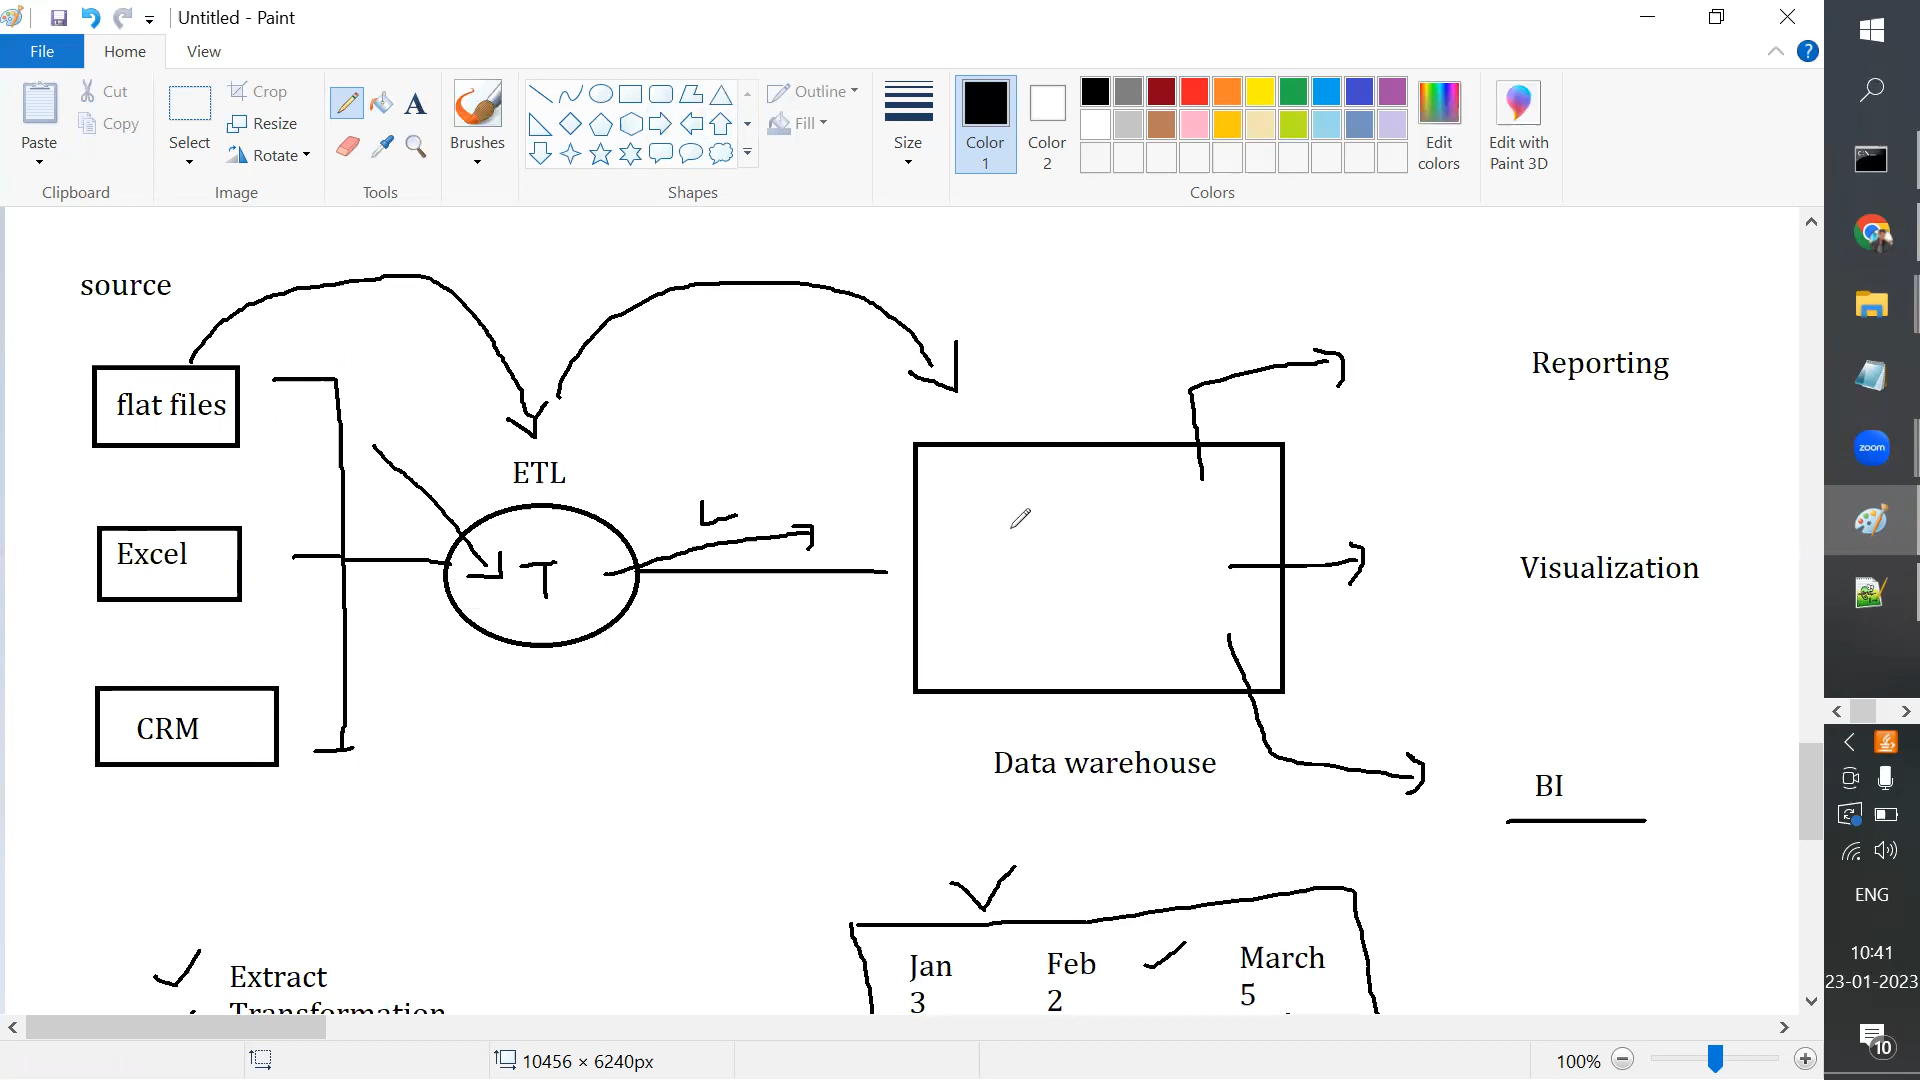 Untitled - Paint
File Home View
Paste
Cut
Copy
Clipboard
Select
Crop
Resize
Rotate
Image
A
Tools
Brushes
Outline
Fill
Shapes
Size
Color 1
Color 2
Edit colors
Colors
Edit with Paint 3D
source
flat files
Excel
CRM
ETL
T
L
Data warehouse
Reporting
Visualization
BI
Extract
Transformation
Jan Feb March
3 2 5
10456 × 6240px
100%
zoom
ENG
10:41
23-01-2023
10